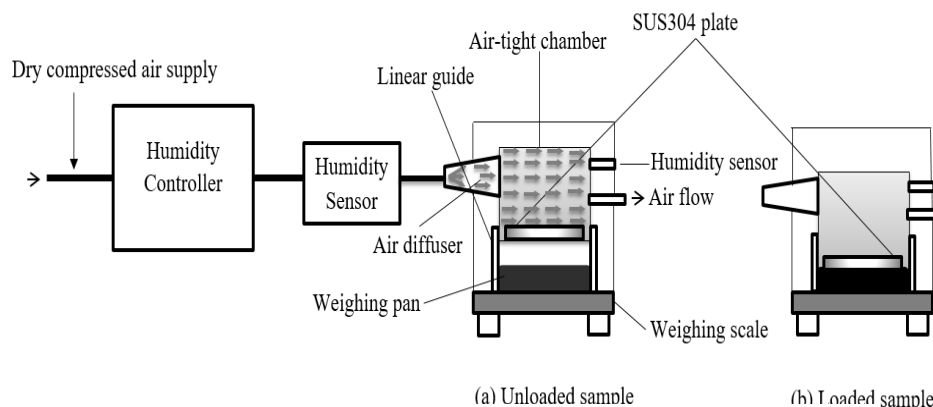 SUS304 plate
Air-tight chamber
Dry compressed air supply
Linear guide
Humidity
Controller
Humidity
Sensor
Humidity sensor
Air flow
Air diffuser
Weighing pan
Weighing scale
(a) Unloaded sample
(b) Loaded sample